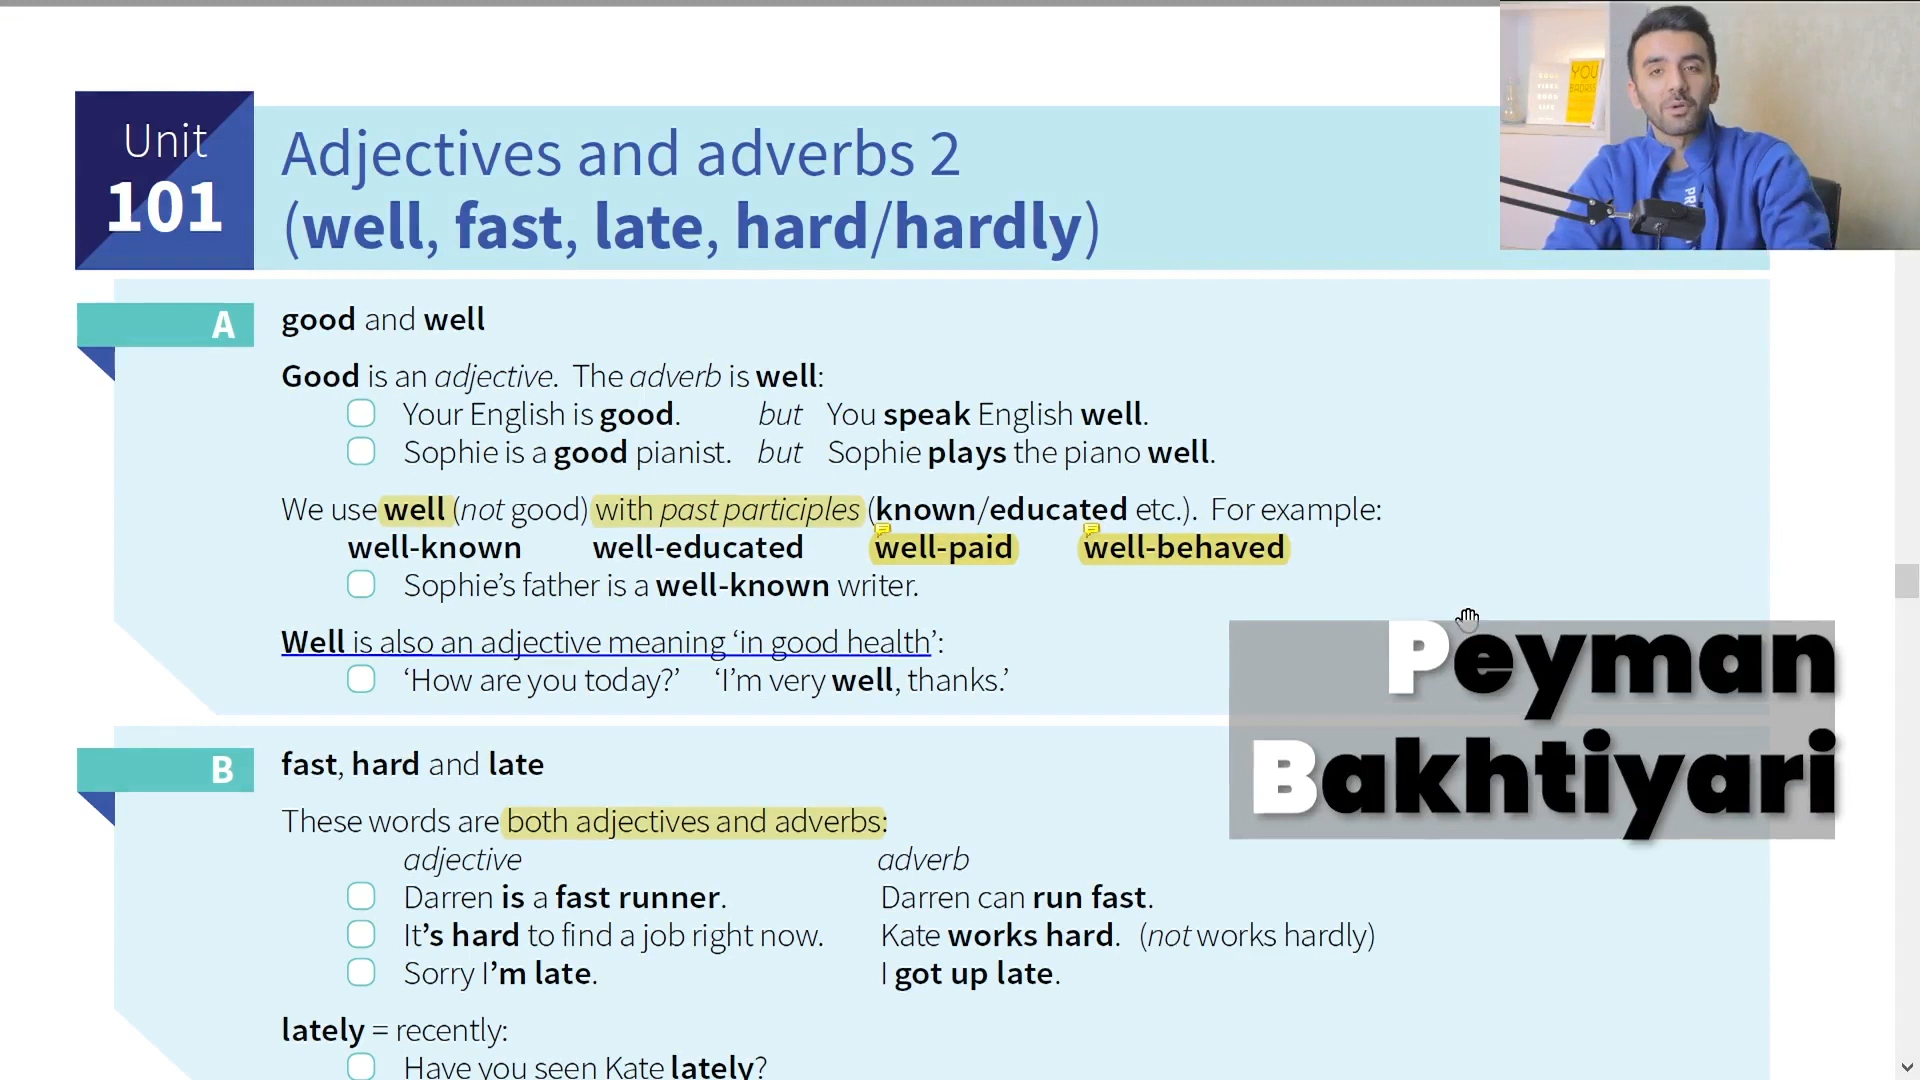 Unit
101
Adjectives and adverbs 2
(well, fast, late, hard/hardly)
YOU
A
good and well
Good is an adjective. The adverb is well:
Your English is good. but You speak English well.
Sophie is a good pianist. but Sophie plays the piano well.
We use well (not good) with past participles (known/educated etc.). For example:
well-known well-educated well-paid well-behaved
Sophie’s father is a well-known writer.
Well is also an adjective meaning ‘in good health’:
‘How are you today?’ ‘I’m very well, thanks.’
Peyman
Bakhtiyari
B
fast, hard and late
These words are both adjectives and adverbs:
adjective adverb
Darren is a fast runner. Darren can run fast.
It’s hard to find a job right now. Kate works hard. (not works hardly)
Sorry I’m late. I got up late.
lately = recently:
Have you seen Kate lately?